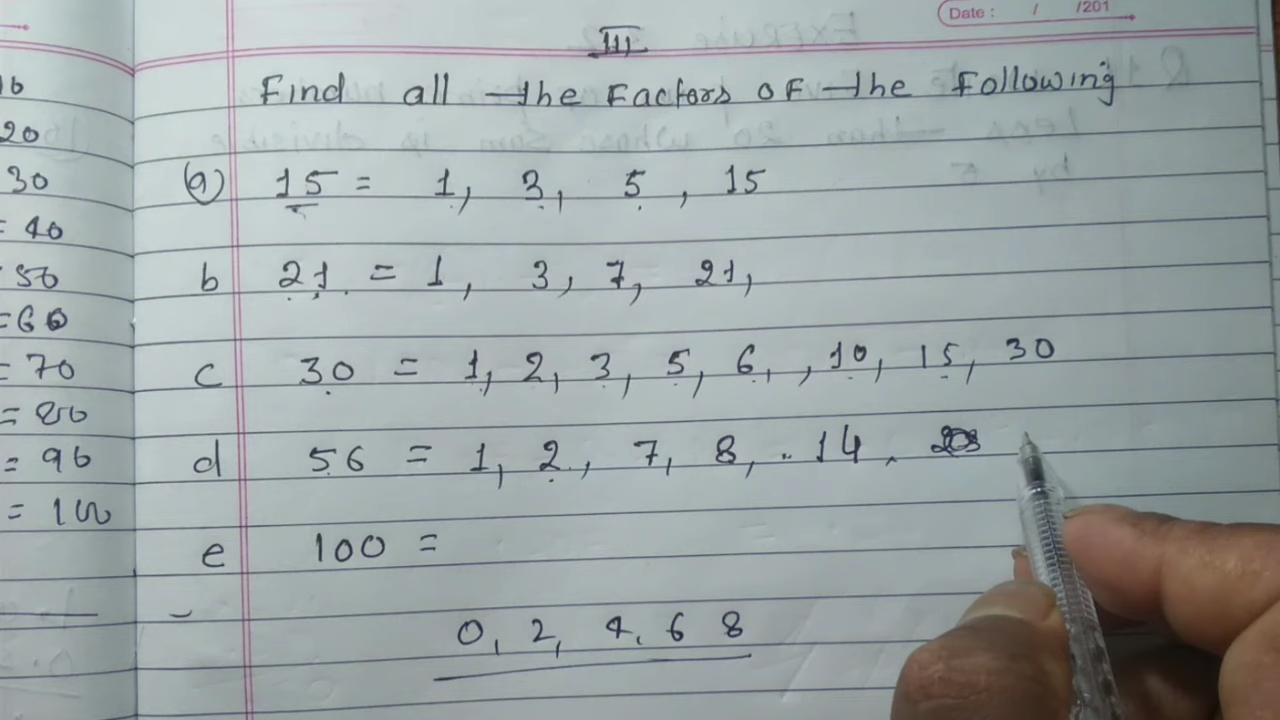 Date : / /201
III
Find all the Factors of the Following
(a) 15 = 1, 3, 5, 15
b 21 = 1, 3, 7, 21,
c 30 = 1, 2, 3, 5, 6, , 10, 15, 30
d 56 = 1, 2, 7, 8, .. 14,
e 100 =
0, 2, 4, 6 8
16
20
30
= 40
50
=60
= 70
= 80
= 90
= 100